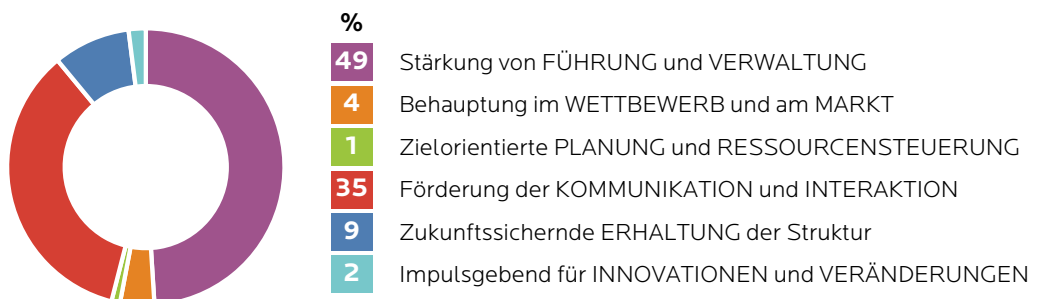 %
49 Stärkung von FÜHRUNG und VERWALTUNG
4 Behauptung im WETTBEWERB und am MARKT
1 Zielorientierte PLANUNG und RESSOURCENSTEUERUNG
35 Förderung der KOMMUNIKATION und INTERAKTION
9 Zukunftssichernde ERHALTUNG der Struktur
2 Impulsgebend für INNOVATIONEN und VERÄNDERUNGEN